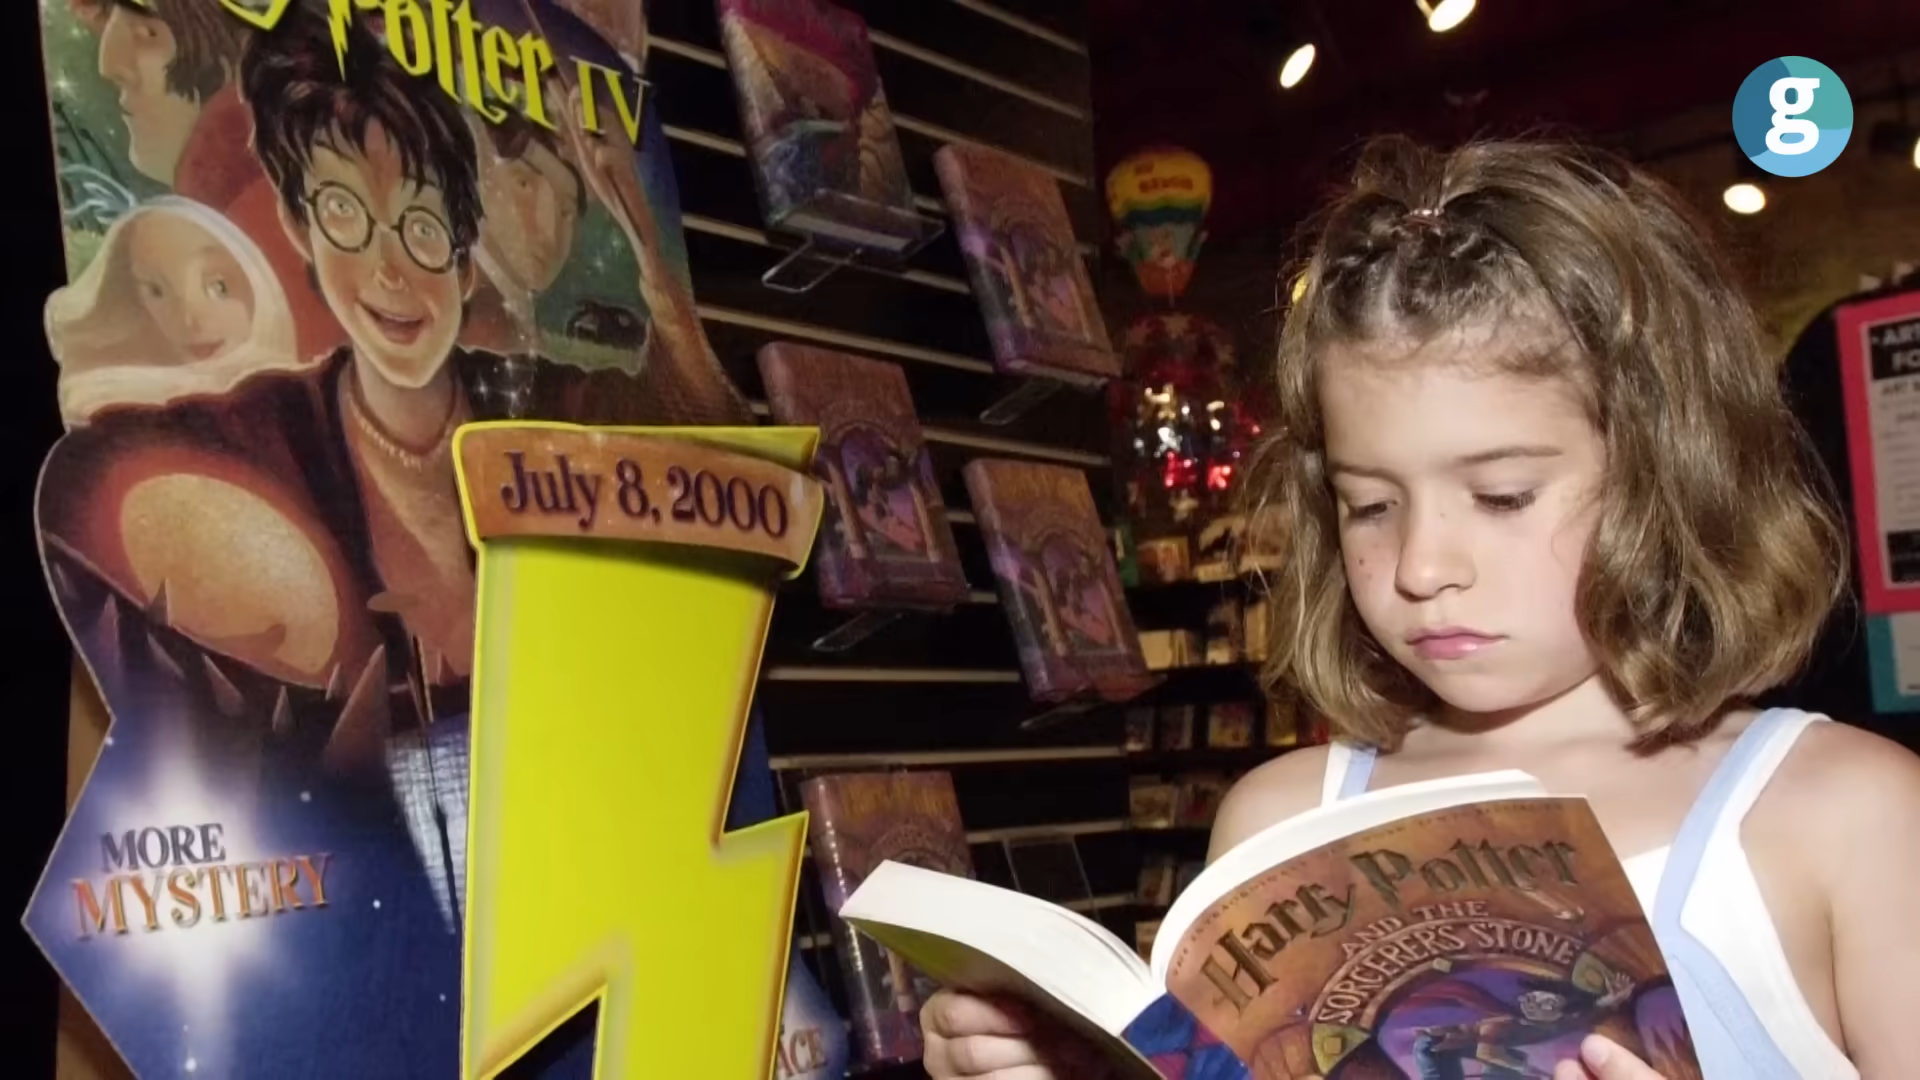 Potter IV
July 8, 2000
MORE
MYSTERY
Harry Potter
AND THE
SORCERER'S STONE
g